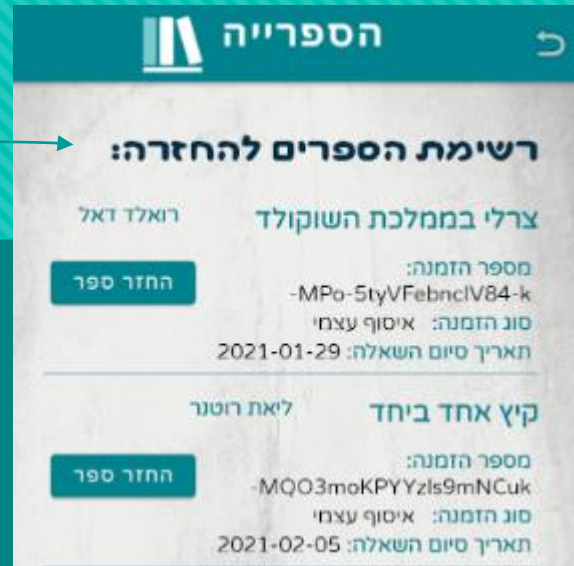 הספרייה
רשימת הספרים להחזרה:
צרלי בממלכת השוקולד רואלד דאל
מספר הזמנה:
-MPo-5tyVFebnclV84-k
החזר ספר
סוג הזמנה: איסוף עצמי
תאריך סיום השאלה: 2021-01-29
קיץ אחד ביחד ליאת רוטנר
מספר הזמנה:
-MQO3moKPYYzls9mNCuk
החזר ספר
סוג הזמנה: איסוף עצמי
תאריך סיום השאלה: 2021-02-05